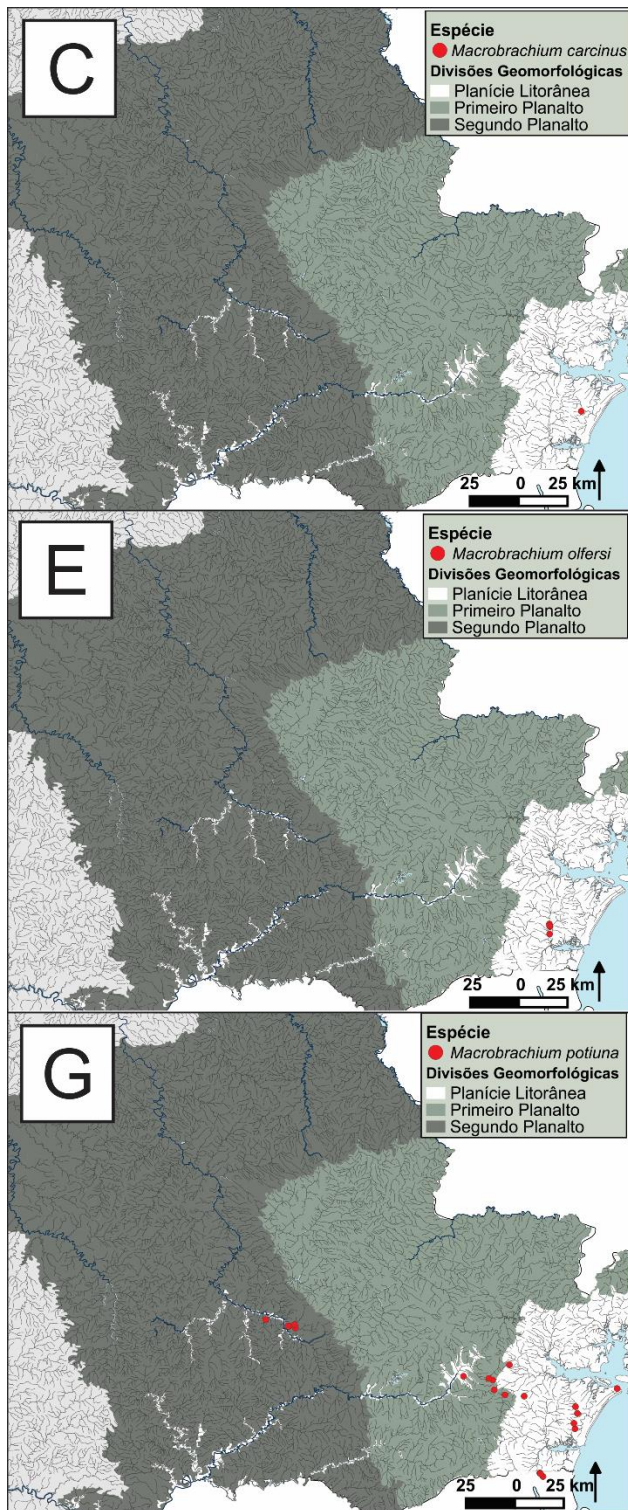 C
Espécie
Macrobrachium carcinus
Divisões Geomorfológicas
Planície Litorânea
Primeiro Planalto
Segundo Planalto
25 0 25 km
E
Espécie
Macrobrachium olfersi
Divisões Geomorfológicas
Planície Litorânea
Primeiro Planalto
Segundo Planalto
25 0 25 km
G
Espécie
Macrobrachium potiuna
Divisões Geomorfológicas
Planície Litorânea
Primeiro Planalto
Segundo Planalto
25 0 25 km